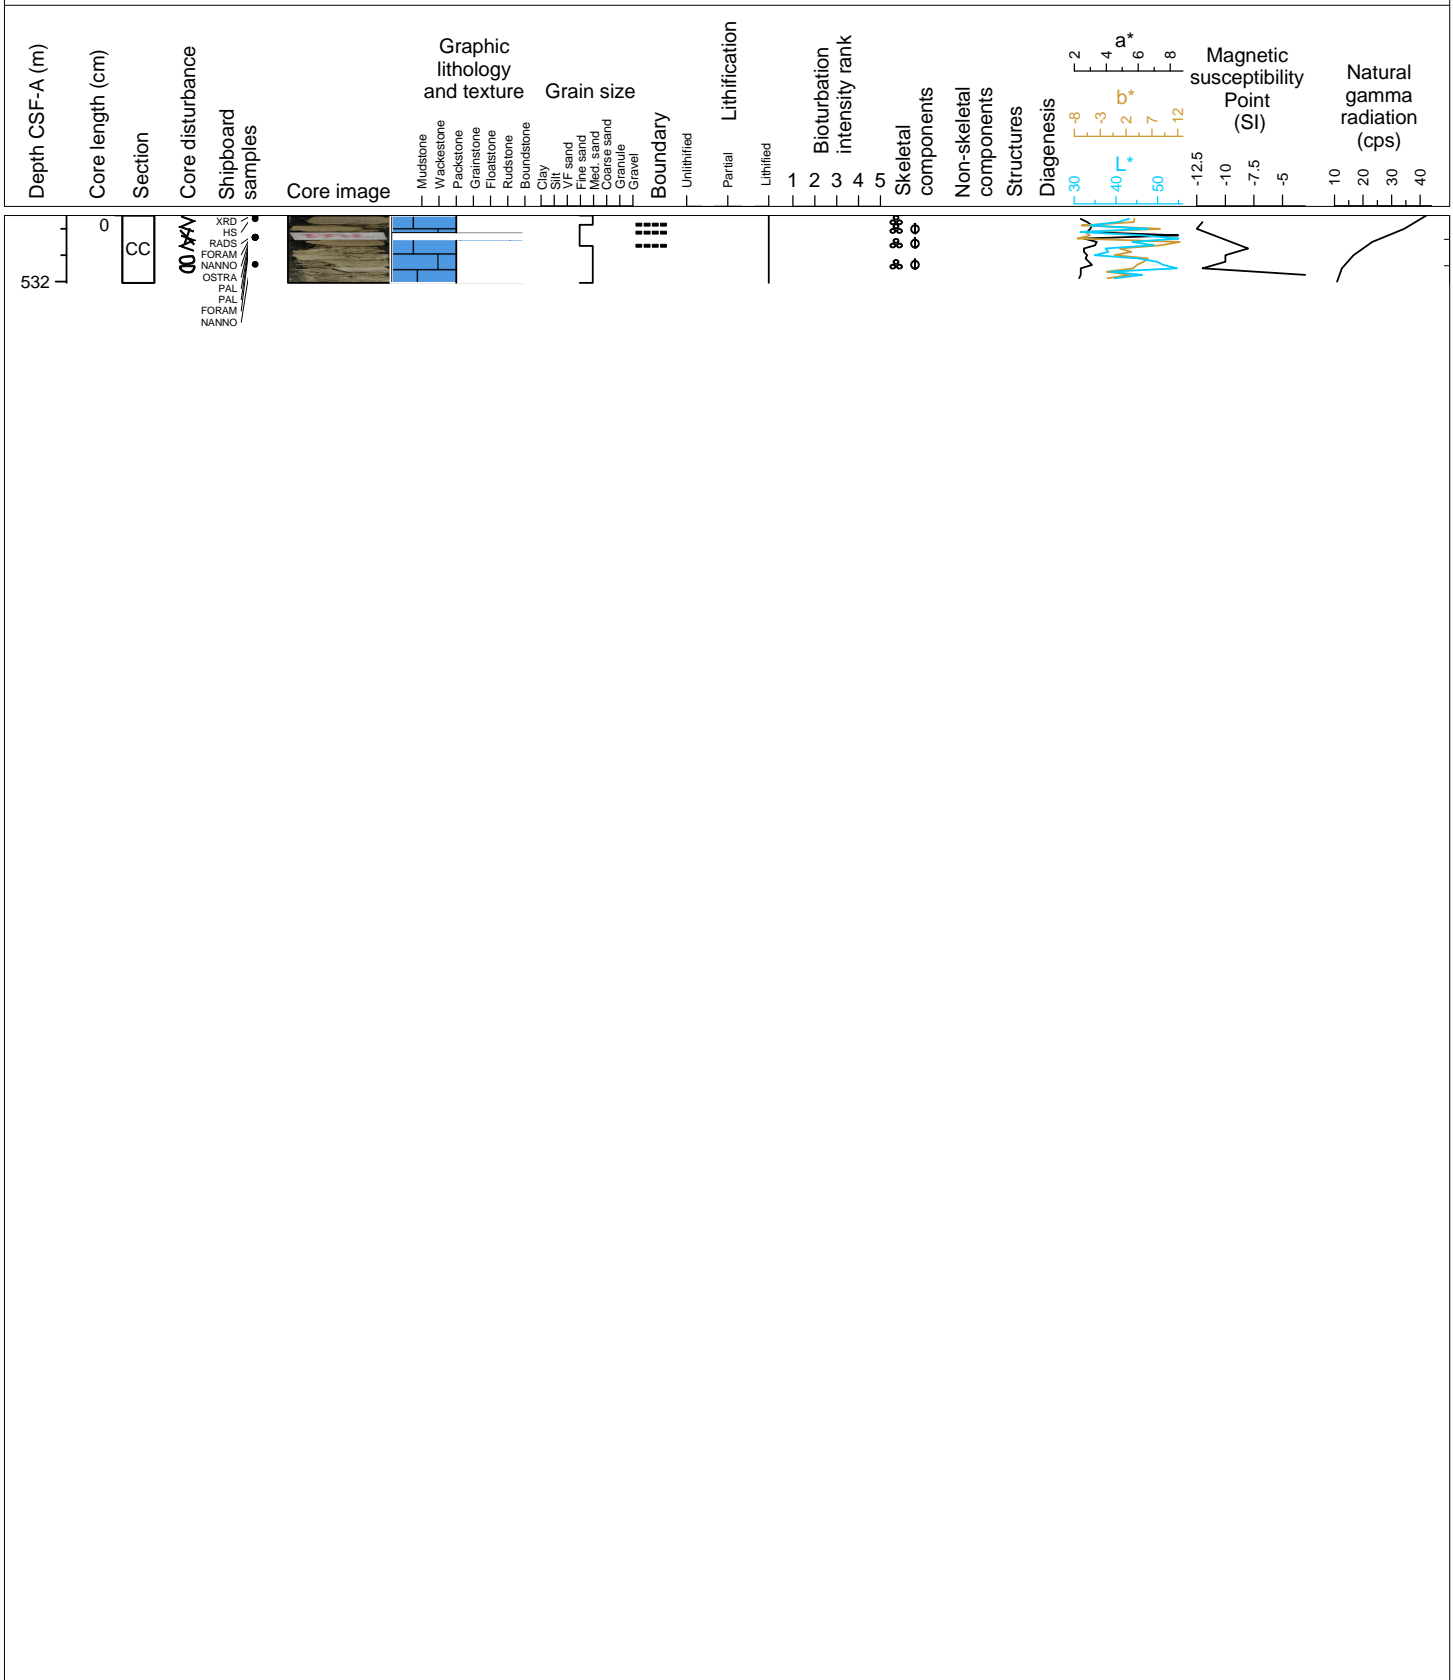 Depth CSF-A (m)
Core length (cm)
Section
Core disturbance
Shipboard
samples
Core image
Graphic
lithology
and texture
Mudstone
Wackestone
Packstone
Grainstone
Floatstone
Rudstone
Boundstone
Grain size
Clay
Silt
VF sand
Fine sand
Med. sand
Coarse sand
Granule
Gravel
Boundary
Lithification
Unlithified
Partial
Lithified
Bioturbation
intensity rank
1 2 3 4 5
Skeletal
components
Non-skeletal
components
Structures
Diagenesis
a*
2 4 6 8
b*
-8 -3 2 7 12
L*
30 40 50
Magnetic
susceptibility
Point
(SI)
-12.5 -10 -7.5 -5
Natural
gamma
radiation
(cps)
10 20 30 40
0
532
CC
XRD
HS
RADS
FORAM
NANNO
OSTRA
PAL
PAL
FORAM
NANNO